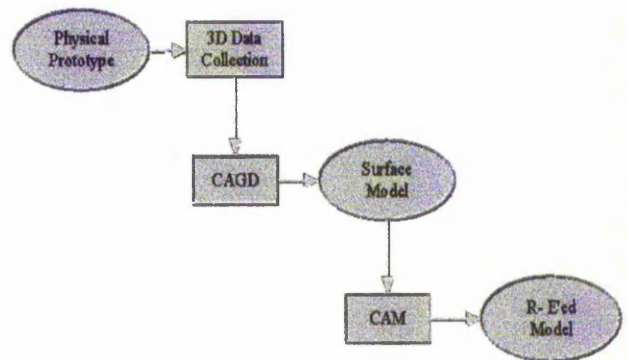 Physical
Prototype
3D Data
Collection
CAGD
Surface
Model
CAM
R- E'ed
Model